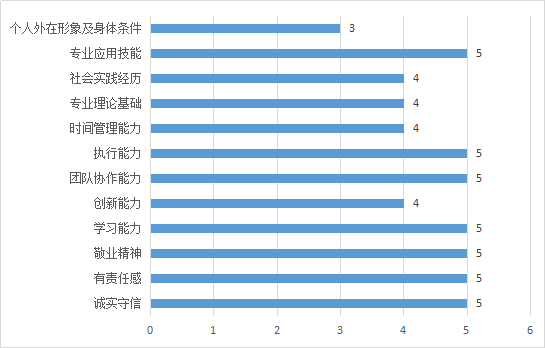 个人外在形象及身体条件 3
专业应用技能 5
社会实践经历 4
专业理论基础 4
时间管理能力 4
执行能力 5
团队协作能力 5
创新能力 4
学习能力 5
敬业精神 5
有责任感 5
诚实守信 5
0 1 2 3 4 5 6